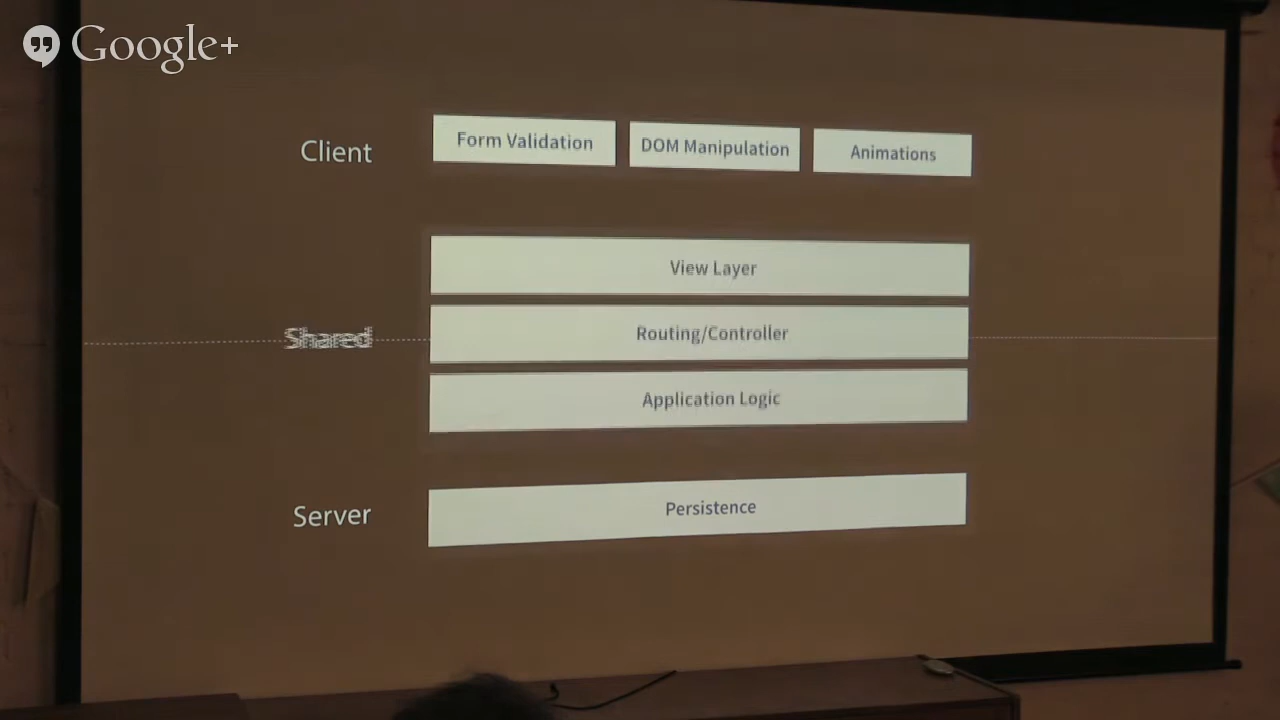 Google+
Client
Form Validation
DOM Manipulation
Animations
View Layer
Shared
Routing/Controller
Application Logic
Server
Persistence